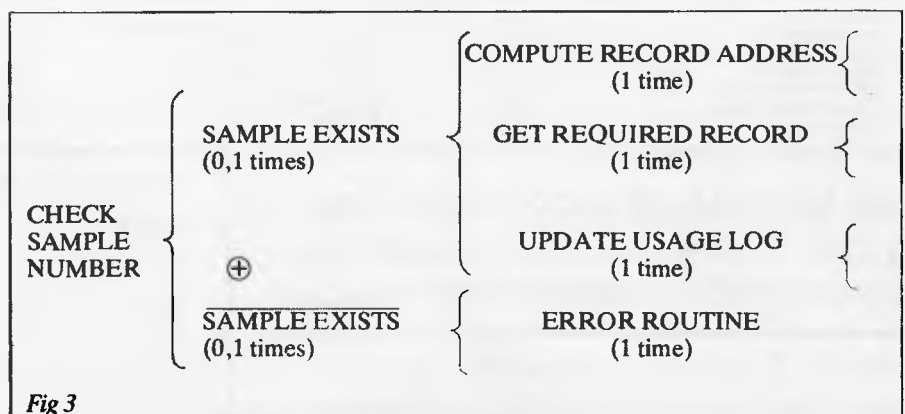 COMPUTE RECORD ADDRESS
(1 time)
SAMPLE EXISTS
(0,1 times)
GET REQUIRED RECORD
(1 time)
CHECK
SAMPLE
NUMBER
UPDATE USAGE LOG
(1 time)
⊕
SAMPLE EXISTS
(0,1 times)
ERROR ROUTINE
(1 time)
Fig 3